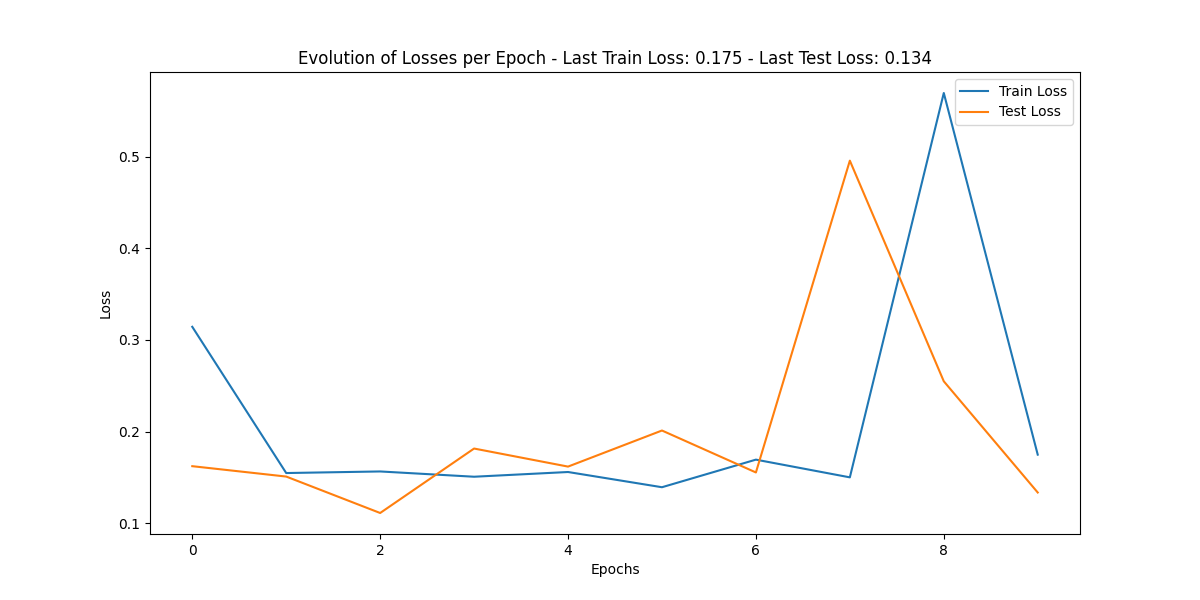 Evolution of Losses per Epoch - Last Train Loss: 0.175 - Last Test Loss: 0.134
Train Loss
Test Loss
0.5
0.4
0.3
0.2
0.1
Loss
0 2 4 6 8
Epochs